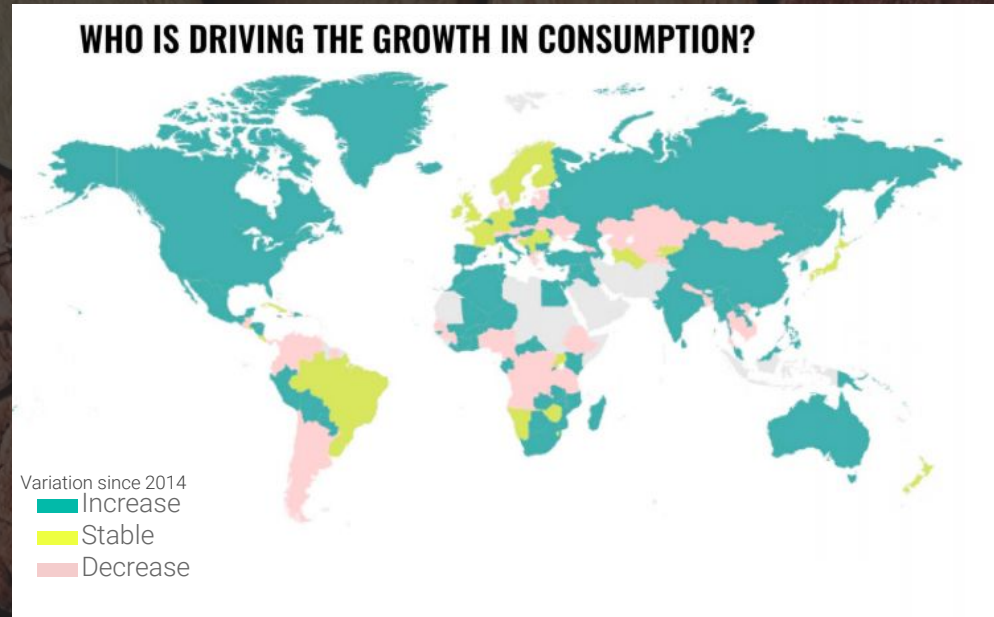 WHO IS DRIVING THE GROWTH IN CONSUMPTION?
Variation since 2014
Increase
Stable
Decrease